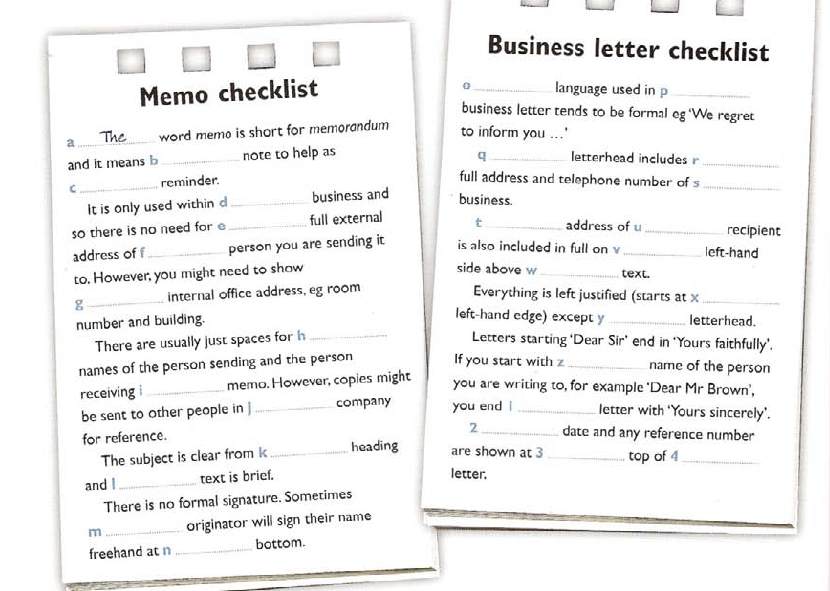 Memo checklist
a The word memo is short for memorandum
and it means b ............ note to help as
c ............ reminder.
It is only used within d ............ business and
so there is no need for e ............ full external
address of f ............ person you are sending it
to. However, you might need to show
g ............ internal office address, eg room
number and building.
There are usually just spaces for h ............
names of the person sending and the person
receiving i ............ memo. However, copies might
be sent to other people in j ............ company
for reference.
The subject is clear from k ............ heading
and l ............ text is brief.
There is no formal signature. Sometimes
m ............ originator will sign their name
freehand at n ............ bottom.
Business letter checklist
o ............ language used in p ............
business letter tends to be formal eg 'We regret
to inform you ...'
q ............ letterhead includes r ............
full address and telephone number of s ............
business.
t ............ address of u ............ recipient
is also included in full on v ............ left-hand
side above w ............ text.
Everything is left justified (starts at x ............
left-hand edge) except y ............ letterhead.
Letters starting 'Dear Sir' end in 'Yours faithfully'.
If you start with z ............ name of the person
you are writing to, for example 'Dear Mr Brown',
you end 1 ............ letter with 'Yours sincerely'.
2 ............ date and any reference number
are shown at 3 ............ top of 4 ............
letter.